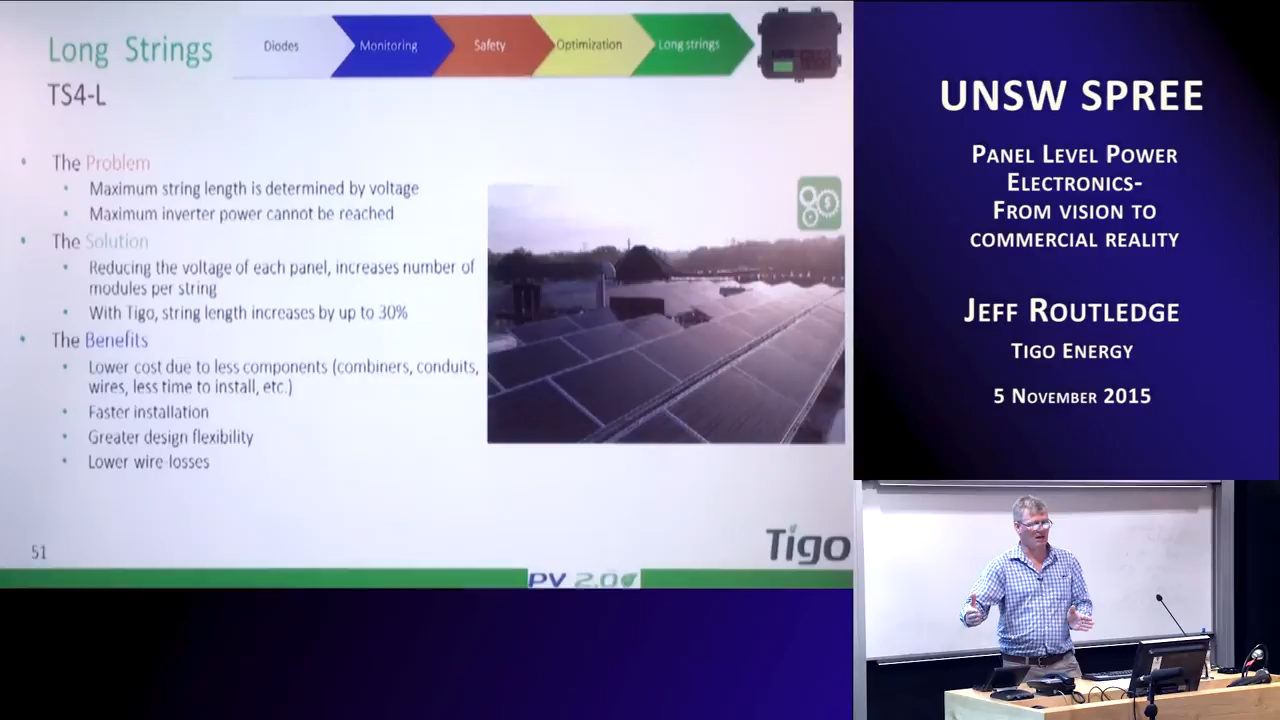 Long Strings
TS4-L
Diodes
Monitoring
Safety
Optimization
Long strings
• The Problem
• Maximum string length is determined by voltage
• Maximum inverter power cannot be reached
• The Solution
• Reducing the voltage of each panel, increases number of
modules per string
• With Tigo, string length increases by up to 30%
• The Benefits
• Lower cost due to less components (combiners, conduits,
wires, less time to install, etc.)
• Faster installation
• Greater design flexibility
• Lower wire-losses
51
Tigo
PV 2.0
UNSW SPREE
PANEL LEVEL POWER
ELECTRONICS-
FROM VISION TO
COMMERCIAL REALITY
JEFF ROUTLEDGE
TIGO ENERGY
5 NOVEMBER 2015